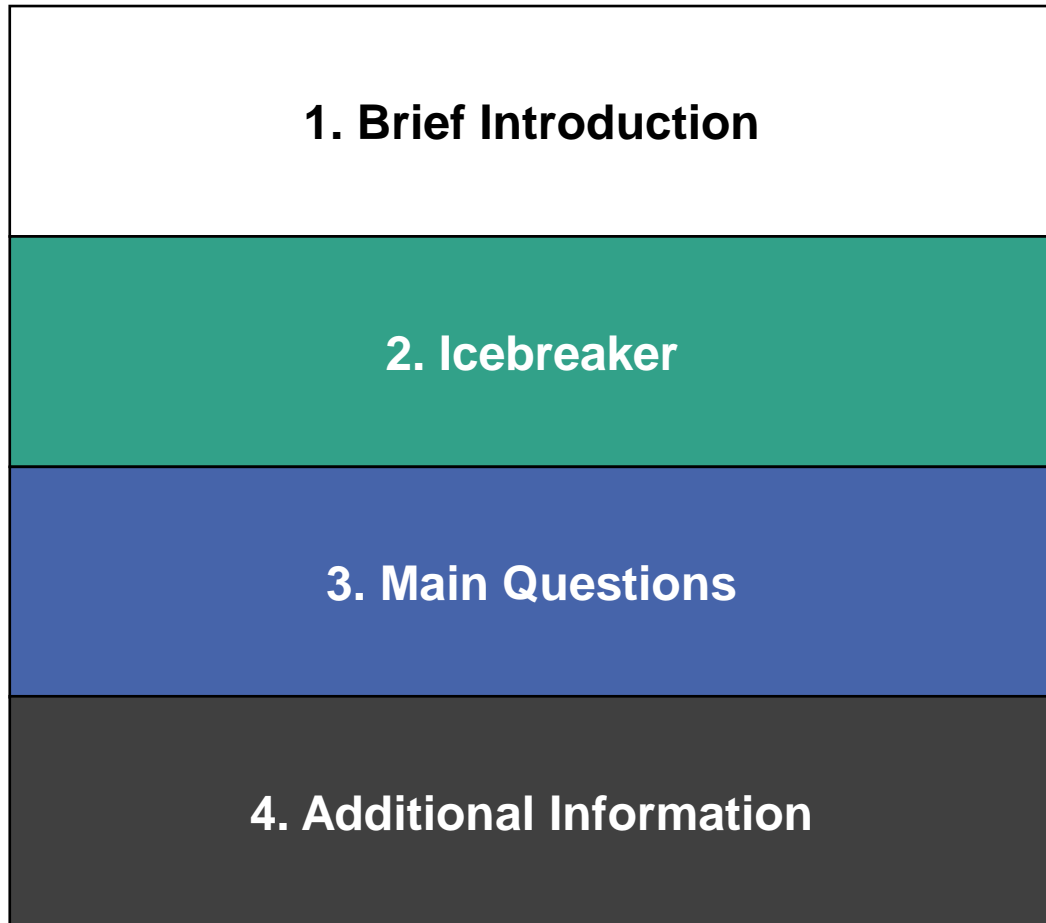 1. Brief Introduction
2. Icebreaker
3. Main Questions
4. Additional Information